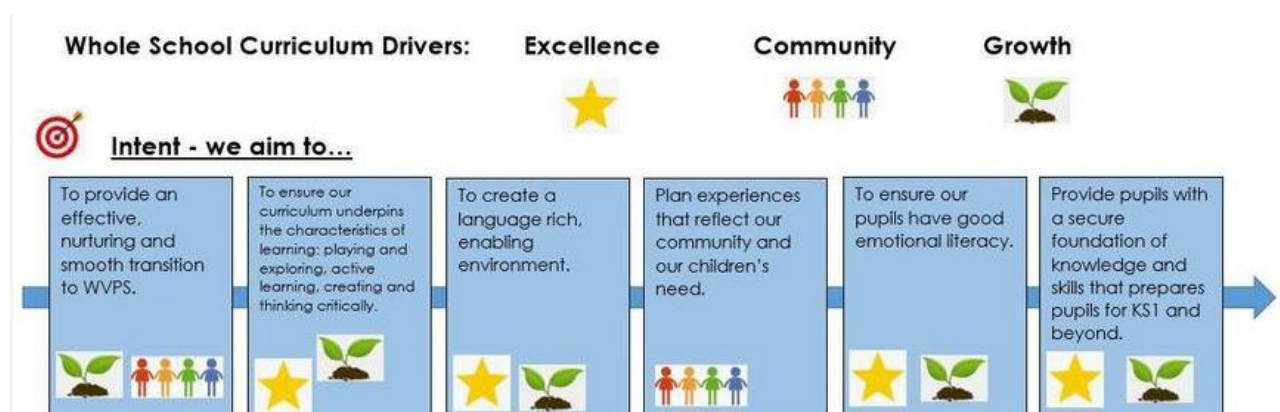 Whole School Curriculum Drivers: Excellence Community Growth
Intent - we aim to...
To provide an
effective,
nurturing and
smooth transition
to WVPS.
To ensure our
curriculum underpins
the characteristics of
learning: playing and
exploring, active
learning, creating and
thinking critically.
To create a
language rich,
enabling
environment.
Plan experiences
that reflect our
community and
our children's
need.
To ensure our
pupils have good
emotional literacy.
Provide pupils with
a secure
foundation of
knowledge and
skills that prepares
pupils for KS1 and
beyond.